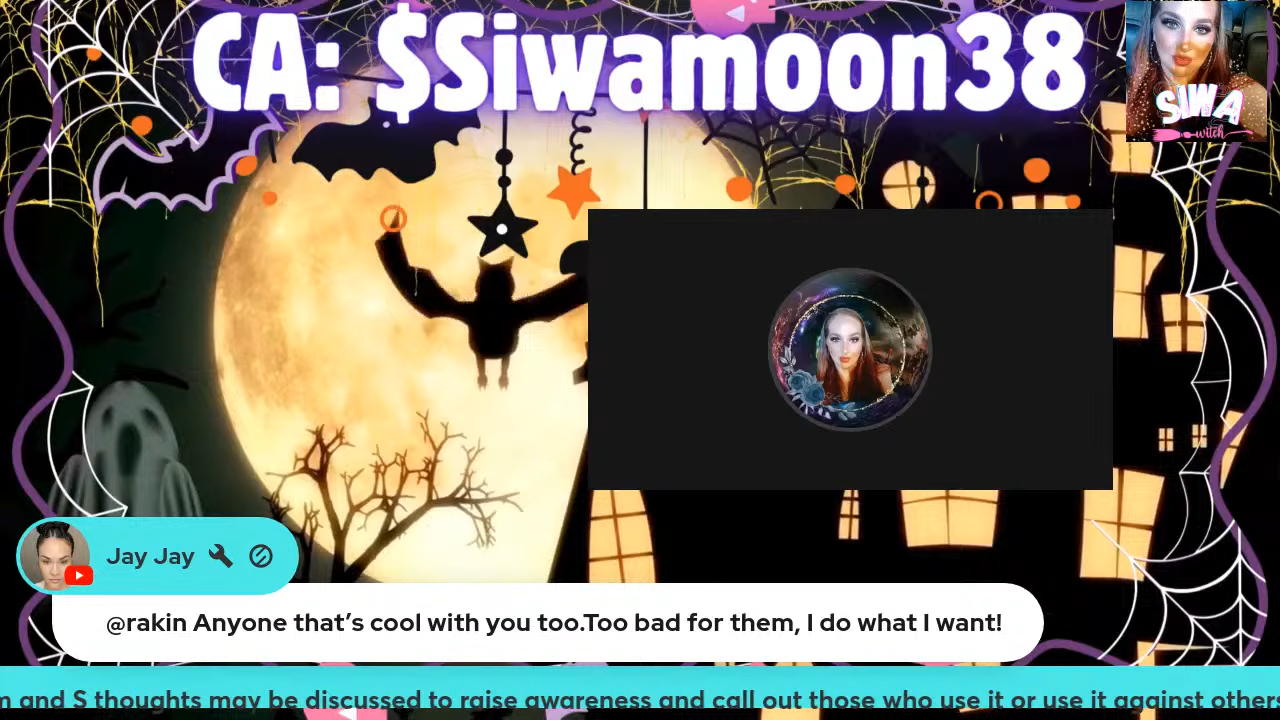 CA: $Siwamoon38
SIWA
witch
Jay Jay
@rakin Anyone that's cool with you too.Too bad for them, I do what I want!
and S thoughts may be discussed to raise awareness and call out those who use it or use it against